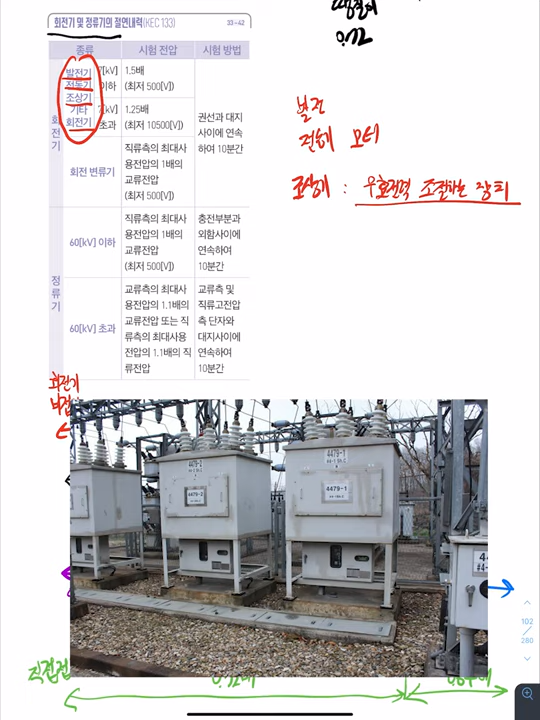 회전기 및 정류기의 절연내력(KEC 133)
33~42
0.72
종류
시험 전압
시험 방법
회전기
발전기
전동기
조상기
기타
회전기
7[kV]
이하
1.5배
(최저 500[V])
7[kV]
초과
1.25배
(최저 10500[V])
권선과 대지
사이에 연속
하여 10분간
회전 변류기
직류측의 최대사
용전압의 1배의
교류전압
(최저 500[V])
정류기
60[kV] 이하
직류측의 최대사
용전압의 1배의
교류전압
(최저 500[V])
충전부분과
외함사이에
연속하여
10분간
60[kV] 초과
교류측의 최대사
용전압의 1.1배의
교류전압 또는 직
류측의 최대사용
전압의 1.1배의 직
류전압
교류측 및
직류고전압
측 단자와
대지사이에
연속하여
10분간
발전
모터
조상기 : 무효전력 조절하는 장치
회전기
직접접
4479-2
4479-2
4479-1
#4-1Sh.C
4479-1
102
/
280